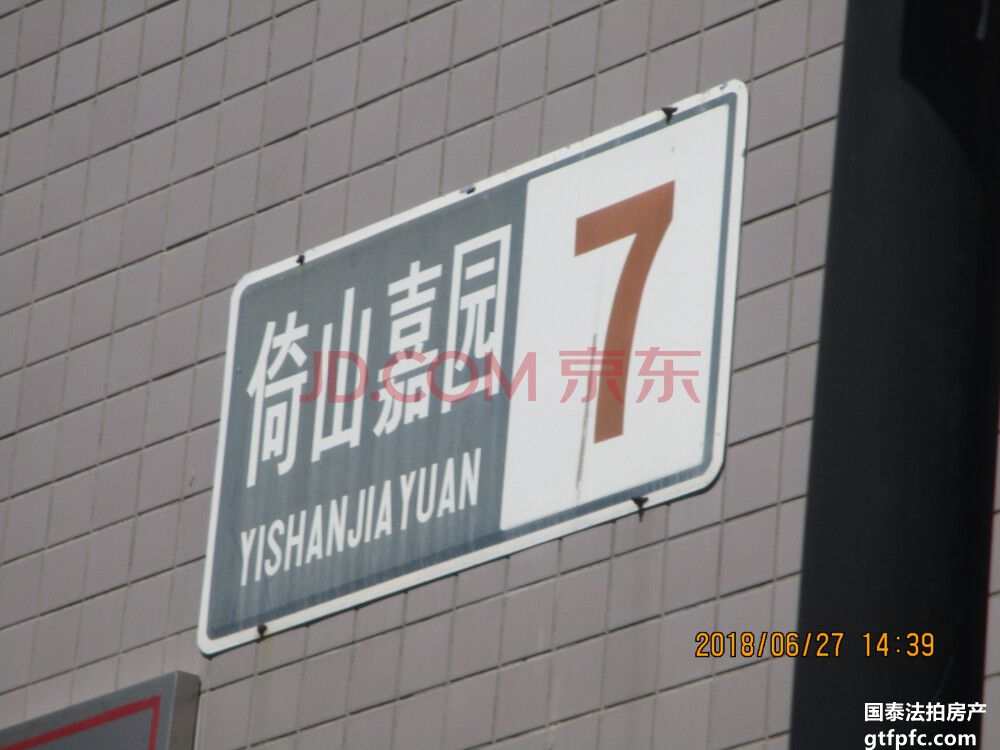 倚山嘉园
YISHANJIAYUAN
7
JD.COM 京东
2018/06/27 14:39
国泰法拍房产
gtfpfc.com